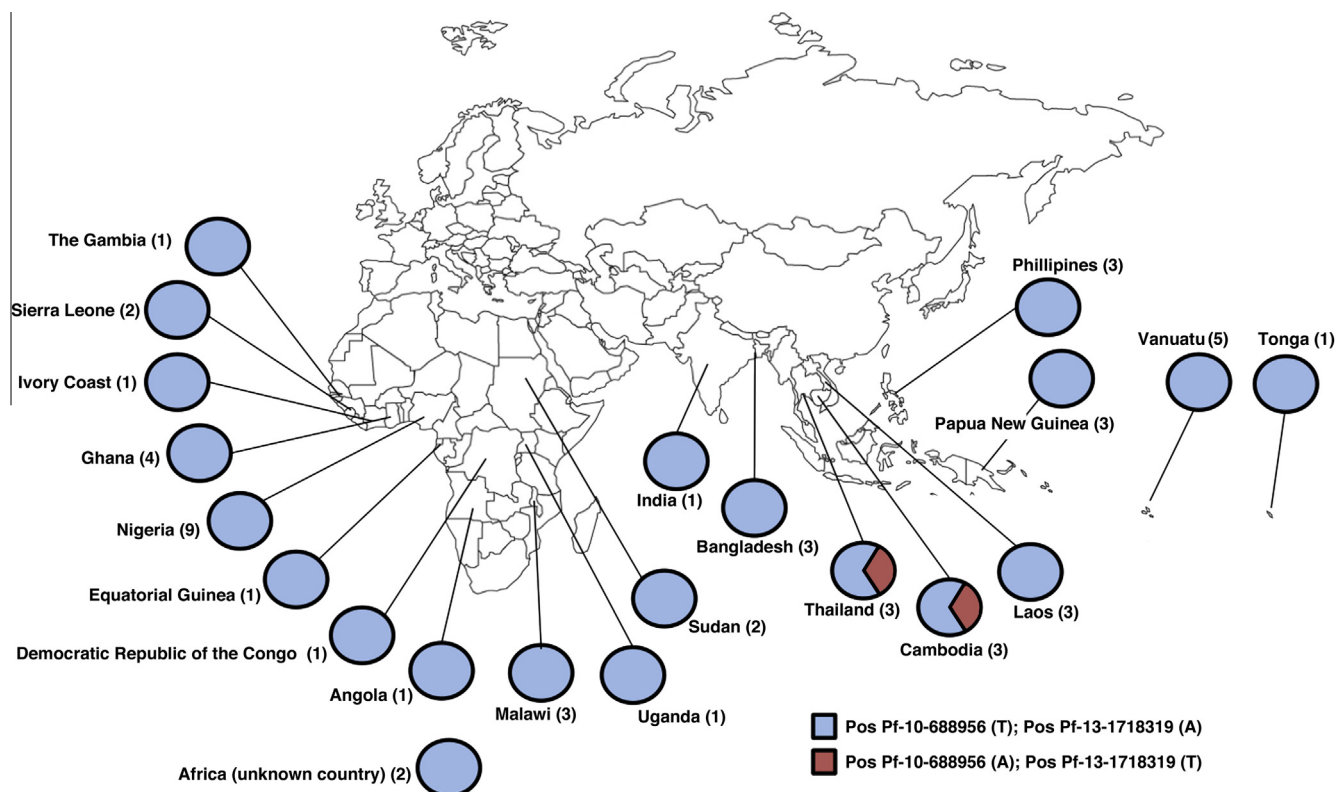 The Gambia (1)
Sierra Leone (2)
Ivory Coast (1)
Ghana (4)
Nigeria (9)
Equatorial Guinea (1)
Democratic Republic of the Congo (1)
Angola (1)
Malawi (3)
Uganda (1)
Sudan (2)
Africa (unknown country) (2)
India (1)
Bangladesh (3)
Thailand (3)
Cambodia (3)
Laos (3)
Phillipines (3)
Papua New Guinea (3)
Vanuatu (5)
Tonga (1)
Pos Pf-10-688956 (T); Pos Pf-13-1718319 (A)
Pos Pf-10-688956 (A); Pos Pf-13-1718319 (T)